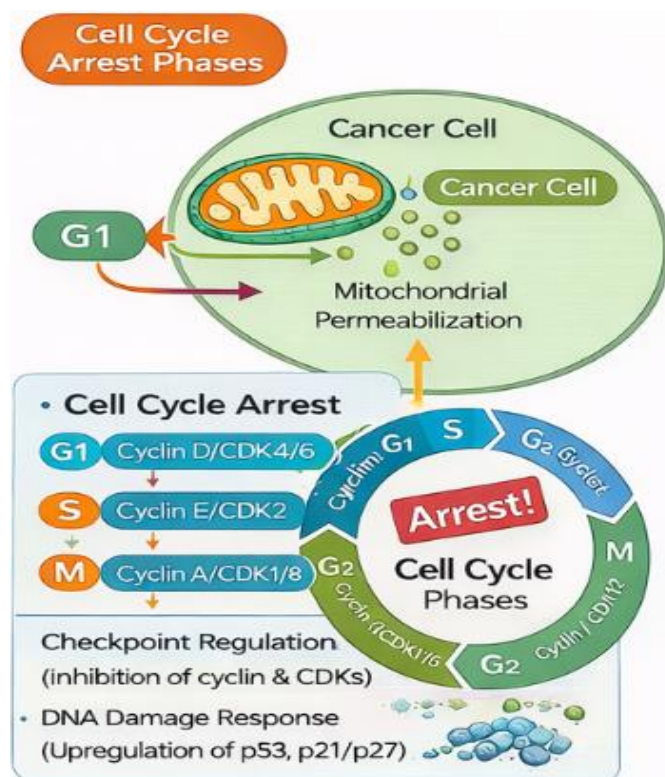 Cell Cycle
Arrest Phases
Cancer Cell
Cancer Cell
G1
Mitochondrial
Permeabilization
• Cell Cycle Arrest
G1 Cyclin D/CDK4/6
S Cyclin E/CDK2
M Cyclin A/CDK1/8
G1
S
G2
M
G2
G2
Arrest!
Cell Cycle
Phases
Checkpoint Regulation
(inhibition of cyclin & CDKs)
• DNA Damage Response
(Upregulation of p53, p21/p27)